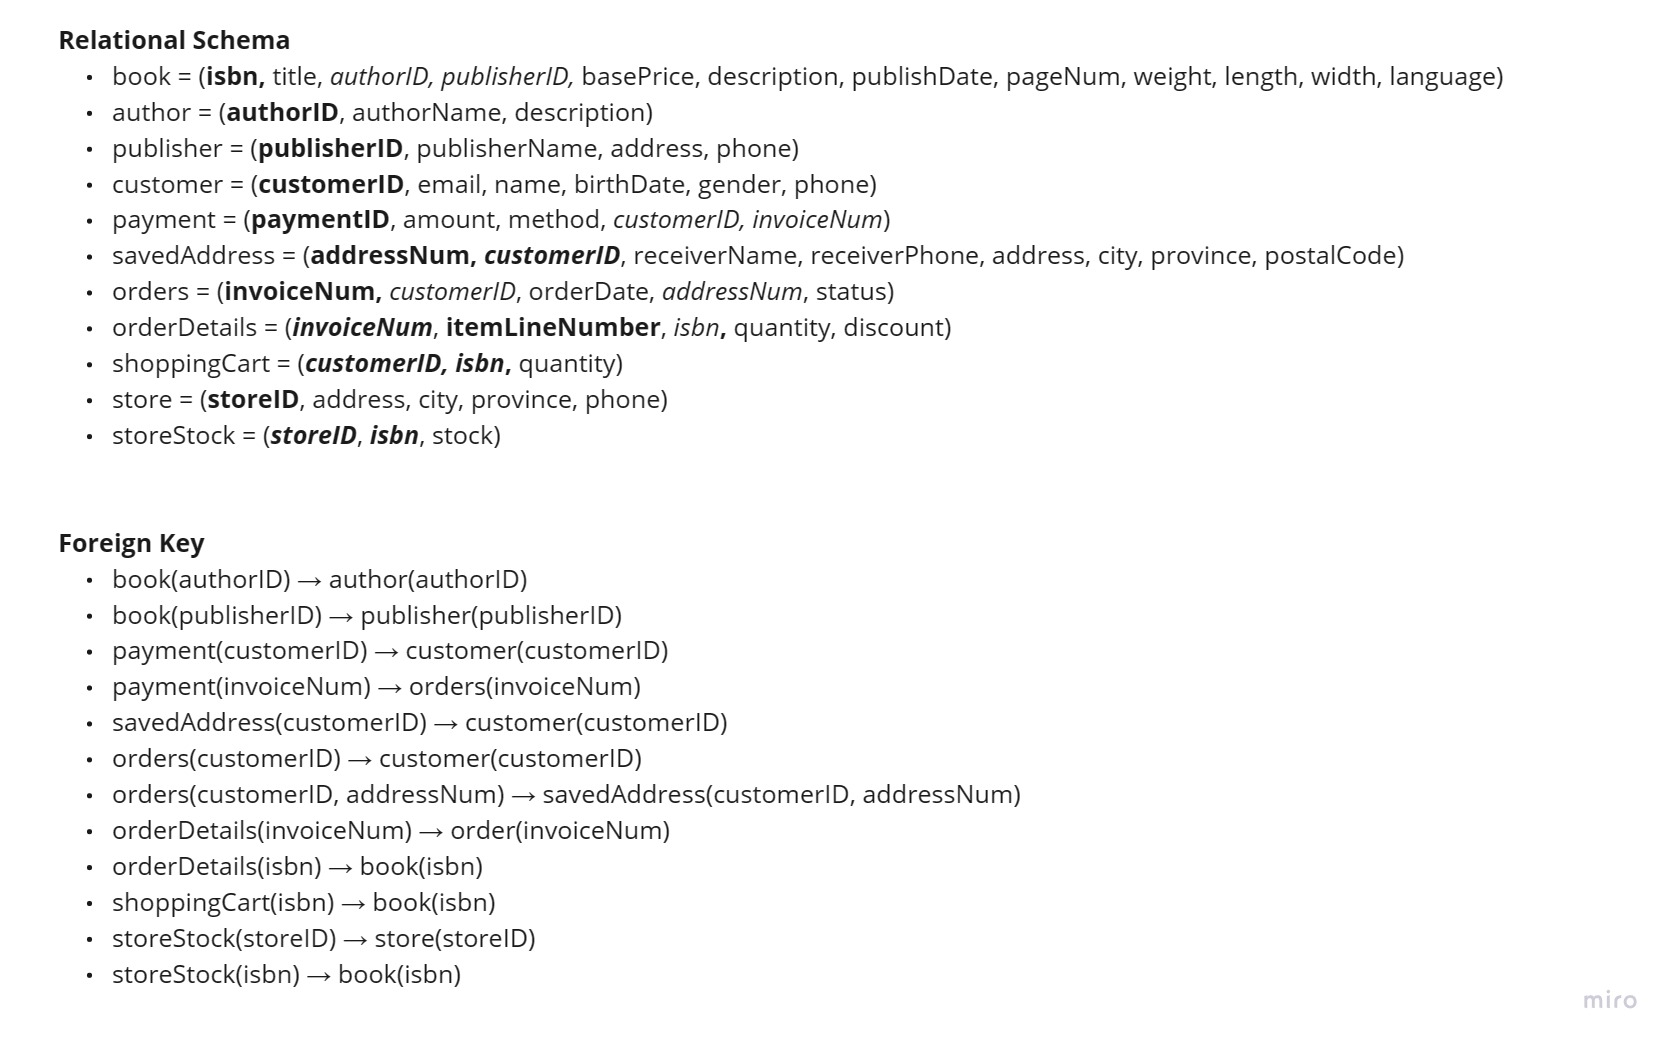 Relational Schema
• book = (isbn, title, authorID, publisherID, basePrice, description, publishDate, pageNum, weight, length, width, language)
• author = (authorID, authorName, description)
• publisher = (publisherID, publisherName, address, phone)
• customer = (customerID, email, name, birthDate, gender, phone)
• payment = (paymentID, amount, method, customerID, invoiceNum)
• savedAddress = (addressNum, customerID, receiverName, receiverPhone, address, city, province, postalCode)
• orders = (invoiceNum, customerID, orderDate, addressNum, status)
• orderDetails = (invoiceNum, itemLineNumber, isbn, quantity, discount)
• shoppingCart = (customerID, isbn, quantity)
• store = (storeID, address, city, province, phone)
• storeStock = (storeID, isbn, stock)
Foreign Key
• book(authorID) → author(authorID)
• book(publisherID) → publisher(publisherID)
• payment(customerID) → customer(customerID)
• payment(invoiceNum) → orders(invoiceNum)
• savedAddress(customerID) → customer(customerID)
• orders(customerID) → customer(customerID)
• orders(customerID, addressNum) → savedAddress(customerID, addressNum)
• orderDetails(invoiceNum) → order(invoiceNum)
• orderDetails(isbn) → book(isbn)
• shoppingCart(isbn) → book(isbn)
• storeStock(storeID) → store(storeID)
• storeStock(isbn) → book(isbn)
miro